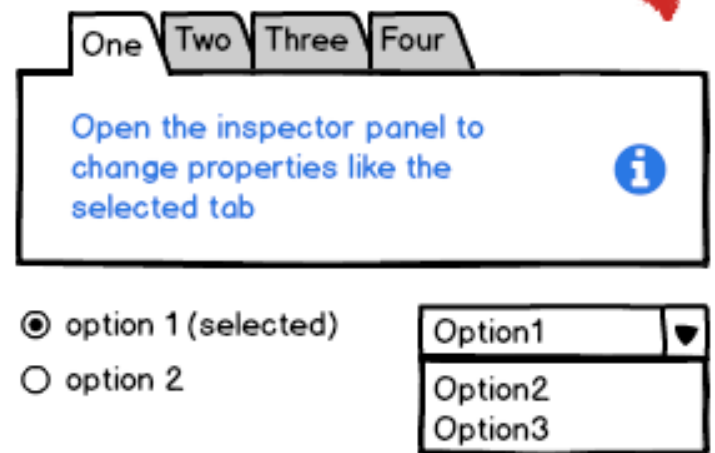 One Two Three Four
Open the inspector panel to
change properties like the
selected tab
option 1 (selected)
option 2
Option1
Option2
Option3